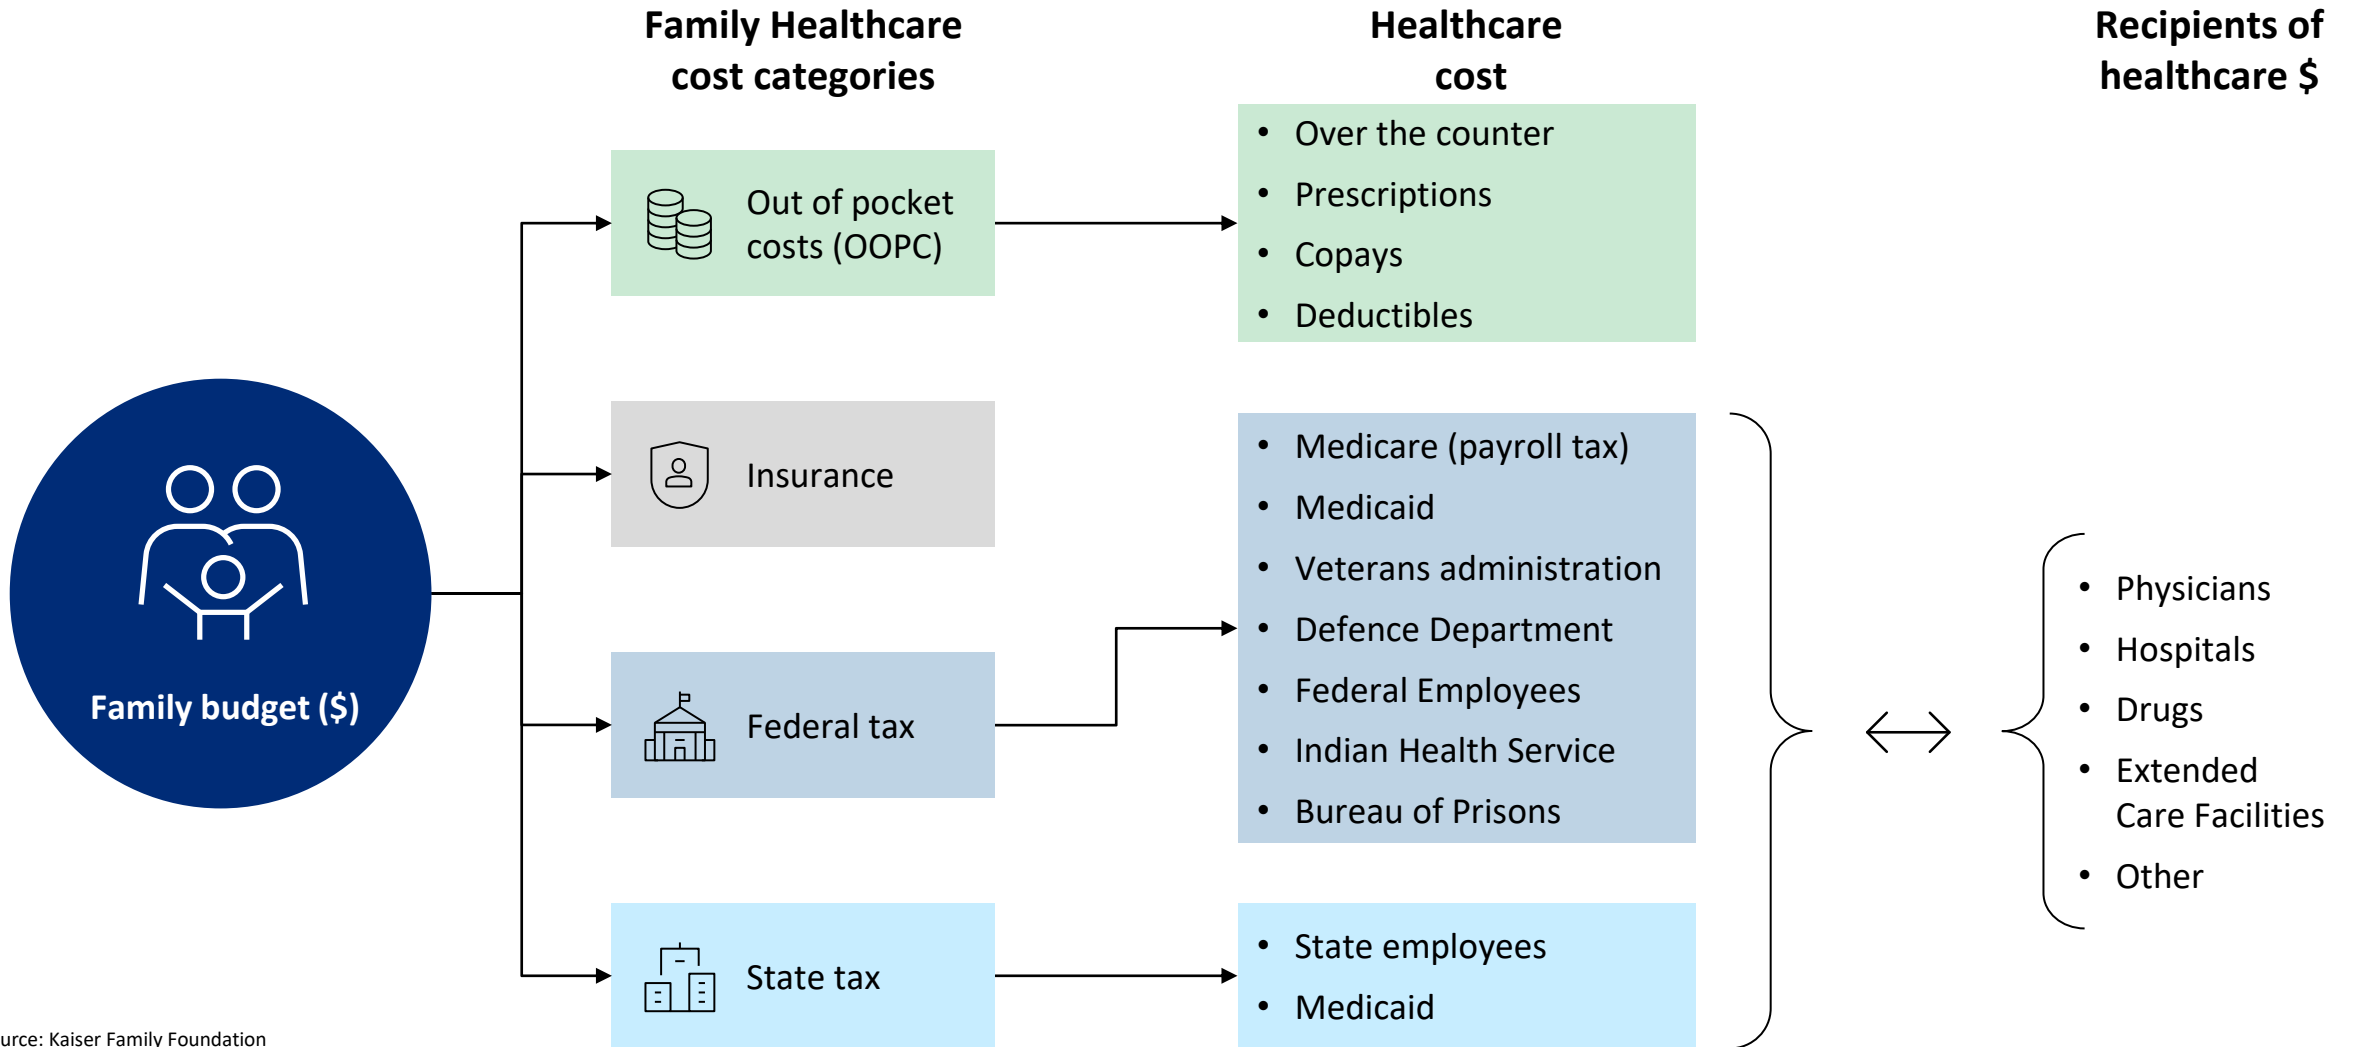 Family Healthcare
cost categories
Healthcare
cost
Recipients of
healthcare $
Out of pocket
costs (OOPC)
• Over the counter
• Prescriptions
• Copays
• Deductibles
Insurance
Family budget ($)
Federal tax
• Medicare (payroll tax)
• Medicaid
• Veterans administration
• Defence Department
• Federal Employees
• Indian Health Service
• Bureau of Prisons
State tax
• State employees
• Medicaid
• Physicians
• Hospitals
• Drugs
• Extended
Care Facilities
• Other
urce: Kaiser Family Foundation